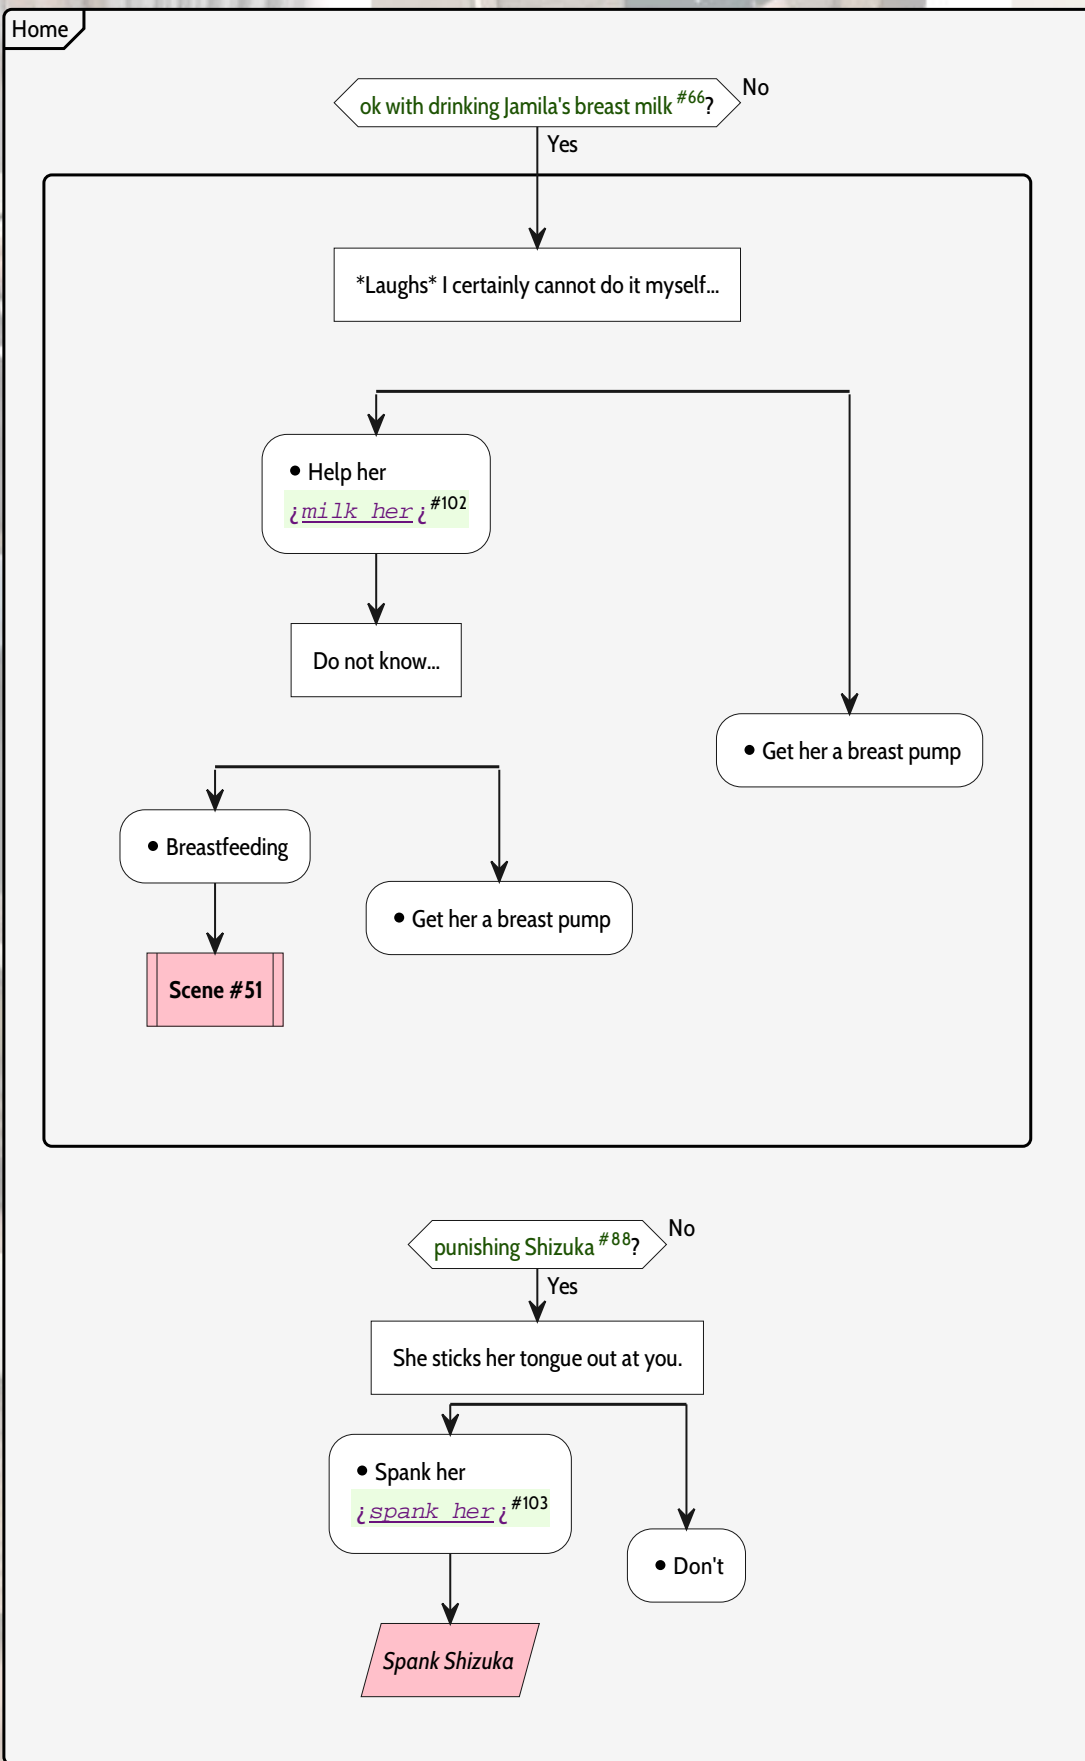 Home
ok with drinking Jamila's breast milk #66?
No
Yes
*Laughs* I certainly cannot do it myself...
• Help her
¿milk her¿#102
Do not know...
• Get her a breast pump
• Breastfeeding
• Get her a breast pump
Scene #51
punishing Shizuka #88?
No
Yes
She sticks her tongue out at you.
• Spank her
¿spank her¿#103
• Don't
Spank Shizuka